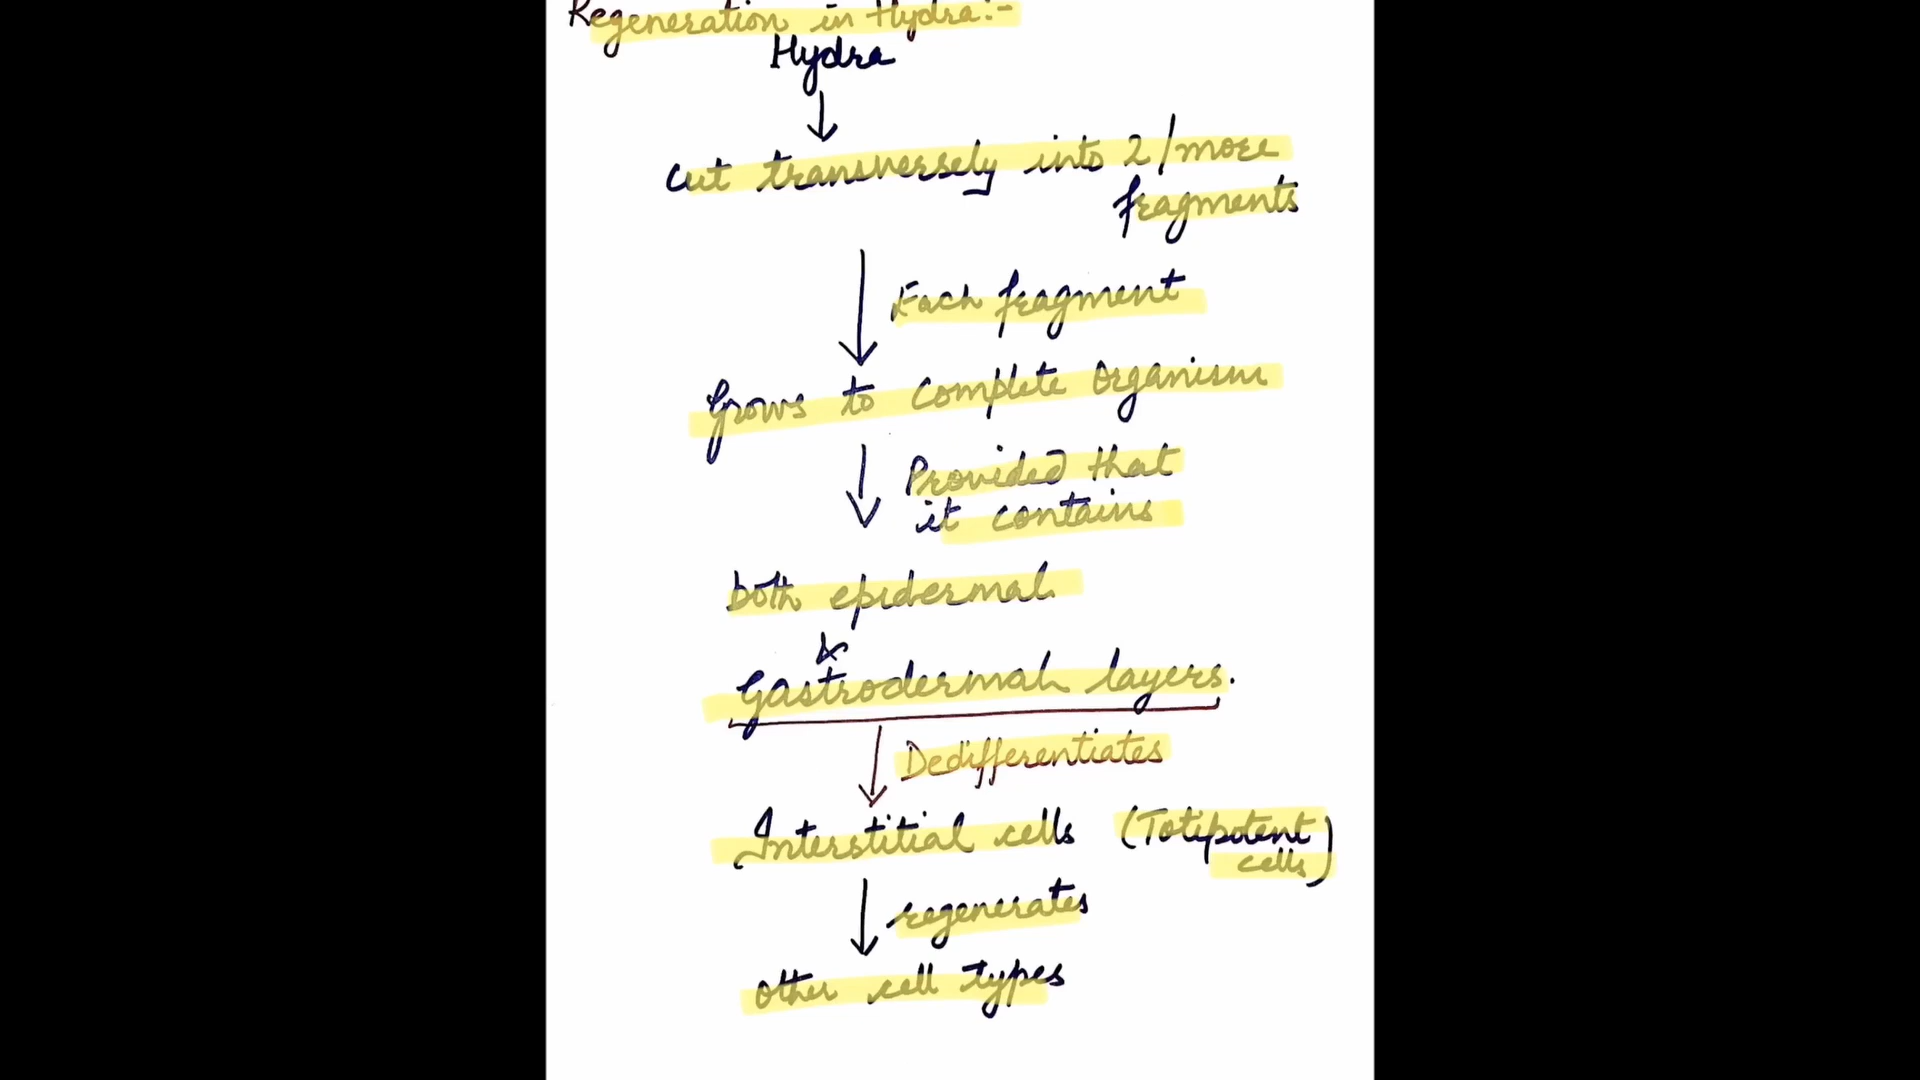 Regeneration in Hydra:-
Hydra
↓
cut transversely into 2/more
fragments
↓ Each fragment
Grows to complete organism
↓ Provided that
it contains
both epidermal
&
Gastrodermal layers.
↓ Dedifferentiates
Interstitial cells (Totipotent
cells)
↓ regenerates
other cell types